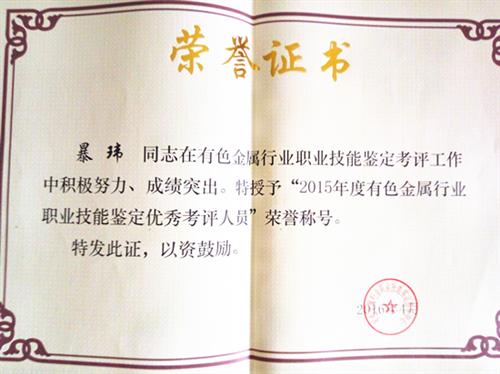 荣誉证书
暴玮 同志在有色金属行业职业技能鉴定考评工作
中积极努力、成绩突出。特授予“2015年度有色金属行业
职业技能鉴定优秀考评人员”荣誉称号。
特发此证，以资鼓励。